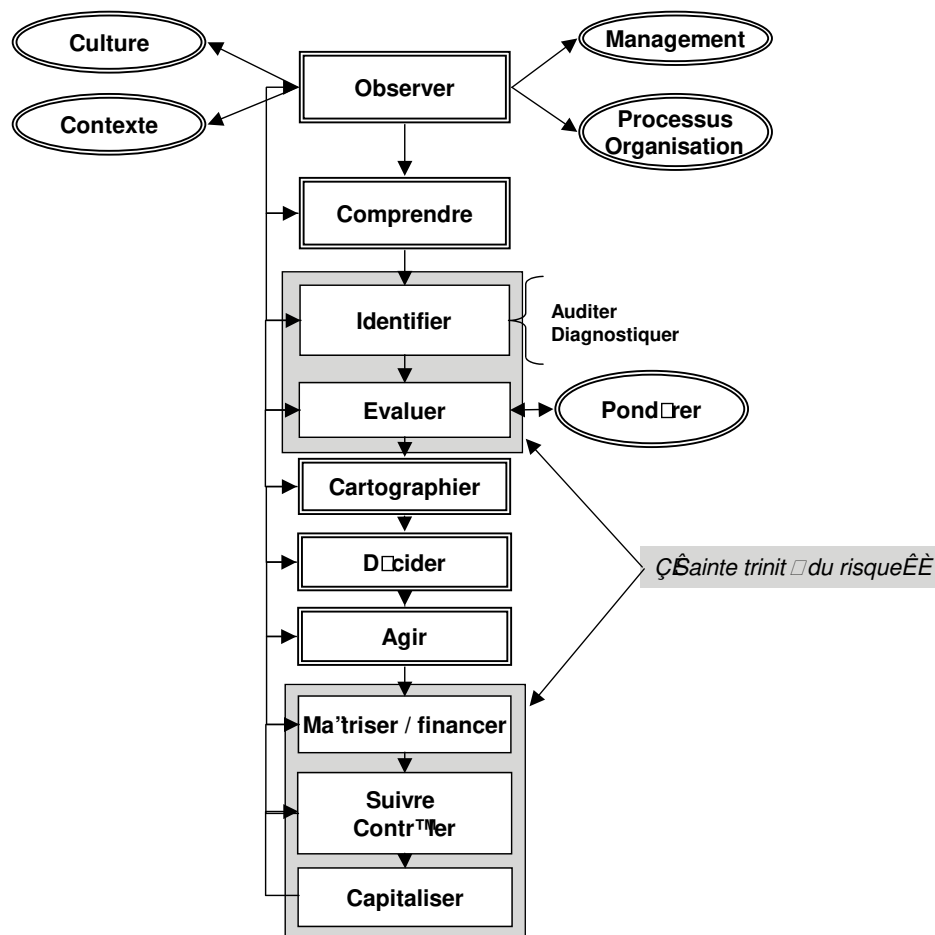 Culture
Management
Observer
Contexte
Processus
Organisation
Comprendre
Identifier
Auditer
Diagnostiquer
Evaluer
Pond□rer
Cartographier
D□cider
ÇÊSainte trinit □ du risqueÊÈ
Agir
Ma’triser / financer
Suivre
Contr™ler
Capitaliser